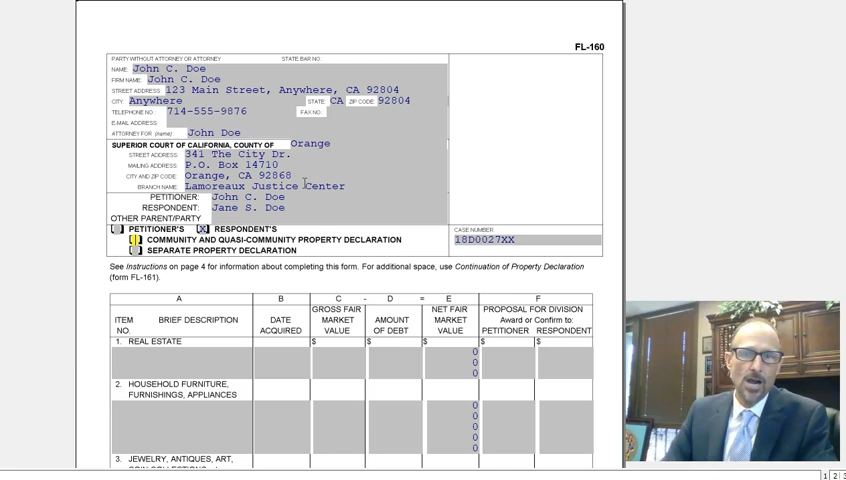 FL-160
PARTY WITHOUT ATTORNEY OR ATTORNEY STATE BAR NO.
NAME: John C. Doe
FIRM NAME: John C. Doe
STREET ADDRESS: 123 Main Street, Anywhere, CA 92804
CITY: Anywhere STATE: CA ZIP CODE: 92804
TELEPHONE NO. 714-555-9876 FAX NO.
E-MAIL ADDRESS:
ATTORNEY FOR (name): John Doe
SUPERIOR COURT OF CALIFORNIA, COUNTY OF Orange
STREET ADDRESS: 341 The City Dr.
MAILING ADDRESS: P.O. Box 14710
CITY AND ZIP CODE: Orange, CA 92868
BRANCH NAME: Lamoreaux Justice Center
PETITIONER: John C. Doe
RESPONDENT: Jane S. Doe
OTHER PARENT/PARTY
[ ] PETITIONER'S [X] RESPONDENT'S
[ ] COMMUNITY AND QUASI-COMMUNITY PROPERTY DECLARATION
[ ] SEPARATE PROPERTY DECLARATION
CASE NUMBER
18D0027XX
See Instructions on page 4 for information about completing this form. For additional space, use Continuation of Property Declaration
(form FL-161).
A B C - D = E F
ITEM NO. BRIEF DESCRIPTION DATE ACQUIRED GROSS FAIR MARKET VALUE AMOUNT OF DEBT NET FAIR MARKET VALUE PROPOSAL FOR DIVISION Award or Confirm to: PETITIONER RESPONDENT
1. REAL ESTATE $ $ $ $ $
0
0
0
2. HOUSEHOLD FURNITURE,
FURNISHINGS, APPLIANCES
0
0
0
0
0
3. JEWELRY, ANTIQUES, ART,
1 2 3